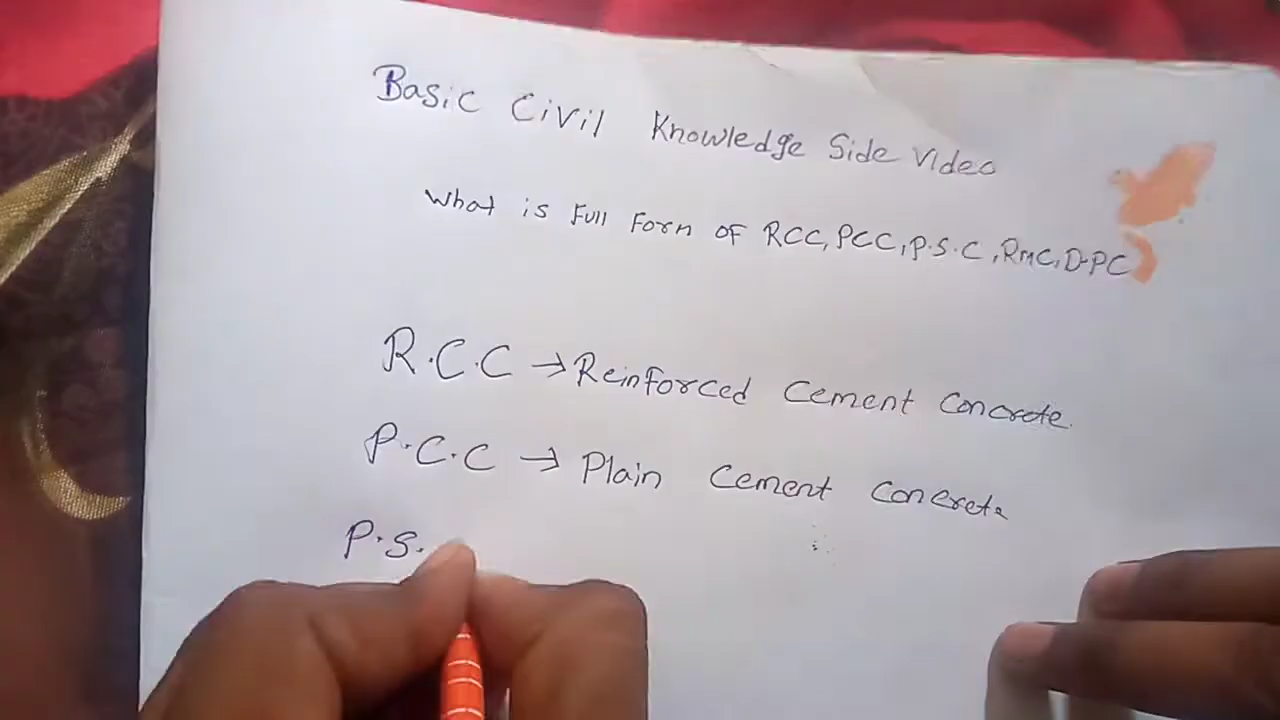 Basic Civil Knowledge Side Video
What is Full Form of RCC, PCC, P.S.C, RMC, D.PC
R.C.C → Reinforced Cement Concrete.
P.C.C → Plain Cement Concrete
P.S.